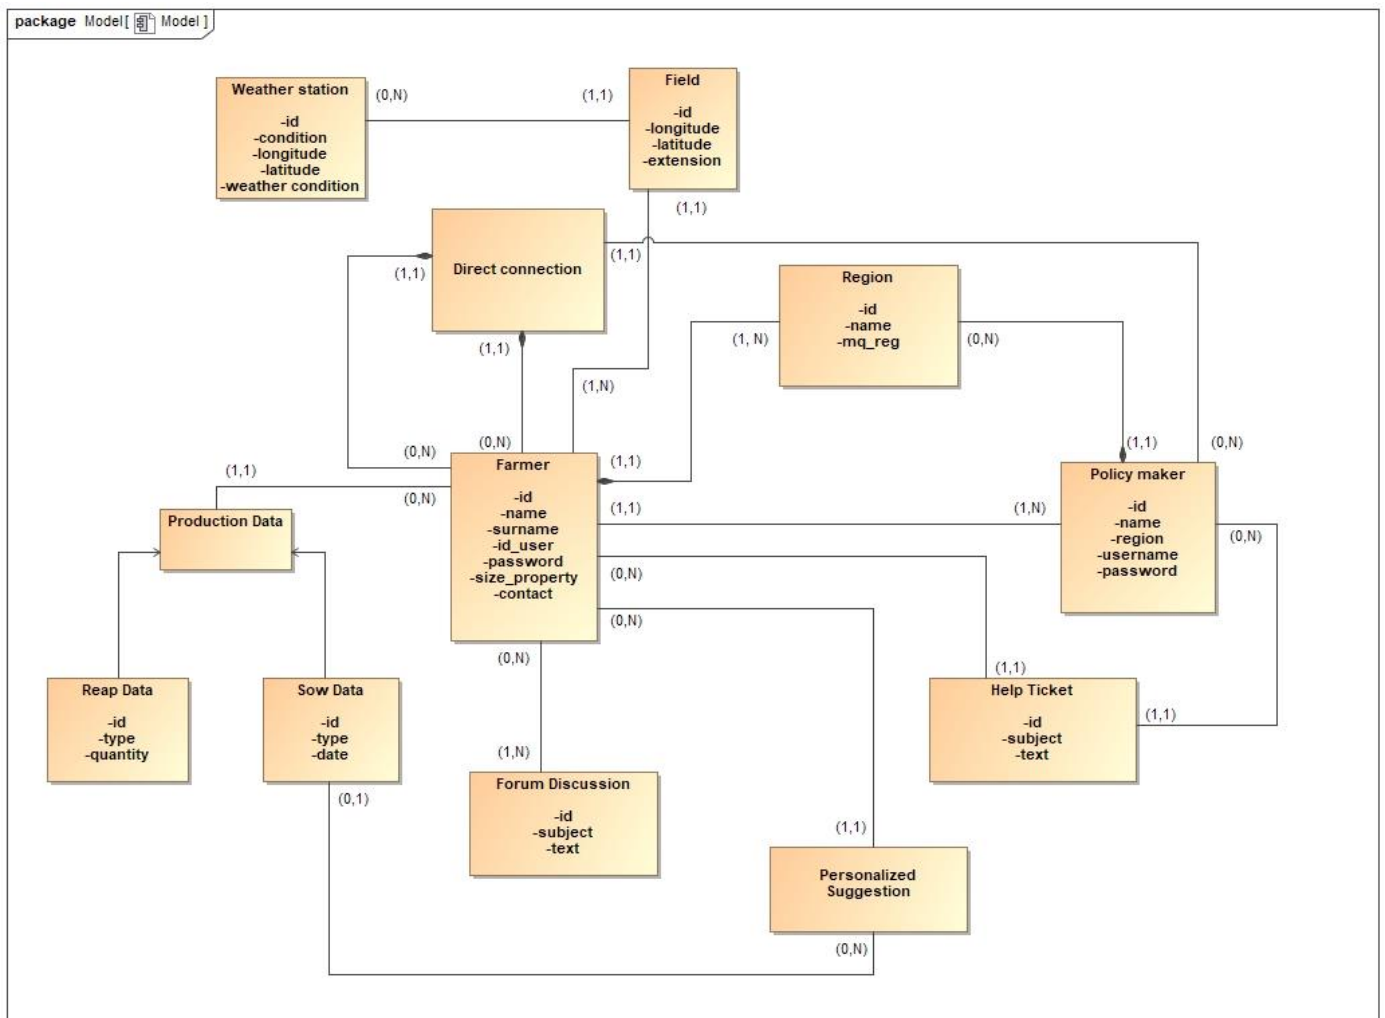 package Model[ Model ]
Weather station
-id
-condition
-longitude
-latitude
-weather condition
(0,N)
(1,1)
Field
-id
-longitude
-latitude
-extension
(1,1)
Direct connection
(1,1)
(1,1)
(1,1)
Region
-id
-name
-mq_reg
(1, N)
(0,N)
(1,N)
(0,N)
(0,N)
(1,1)
(0,N)
Farmer
-id
-name
-surname
-id_user
-password
-size_property
-contact
(1,1)
(1,1)
(0,N)
(0,N)
(1,1)
(0,N)
Policy maker
-id
-name
-region
-username
-password
(1,N)
(0,N)
Production Data
Reap Data
-id
-type
-quantity
Sow Data
-id
-type
-date
(0,1)
(0,N)
(1,N)
Forum Discussion
-id
-subject
-text
(1,1)
Help Ticket
-id
-subject
-text
(1,1)
(1,1)
Personalized
Suggestion
(0,N)